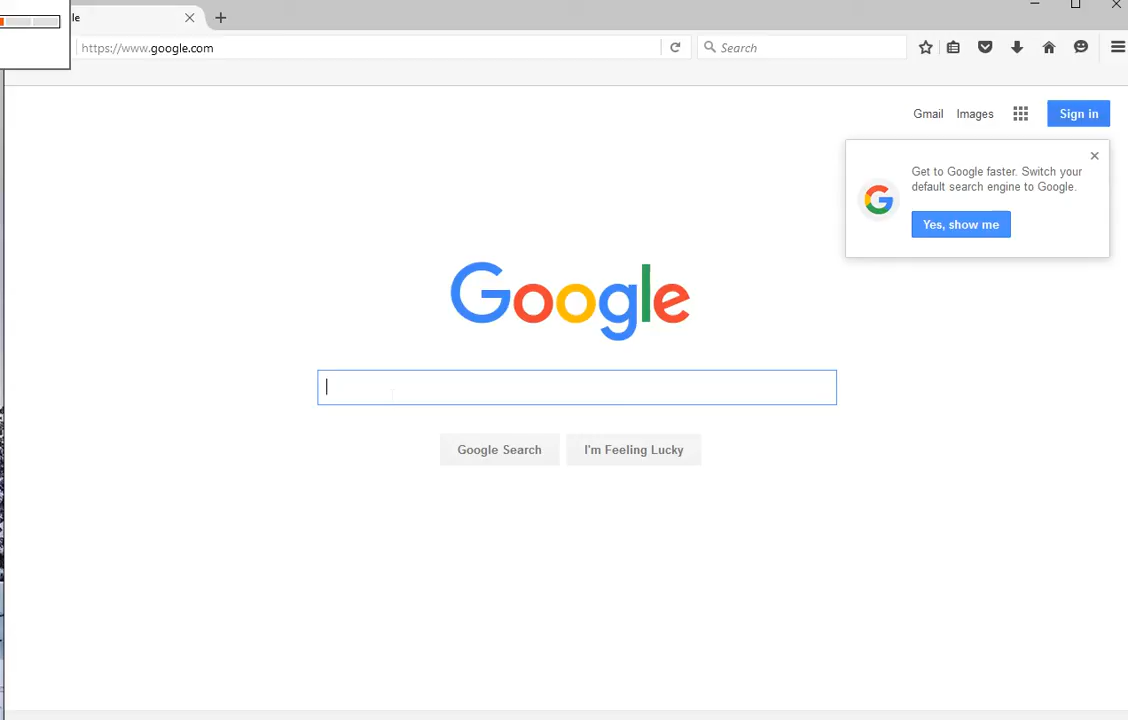 le
https://www.google.com
Search
Gmail Images
Sign in
Get to Google faster. Switch your
default search engine to Google.
Yes, show me
Google
Google Search
I'm Feeling Lucky